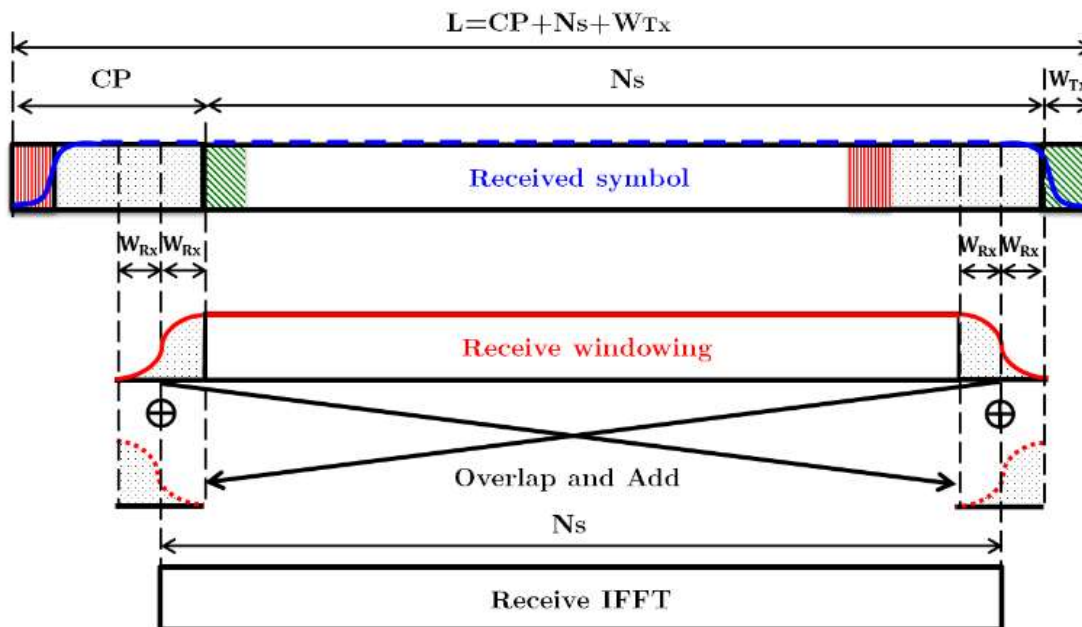 L=CP+Ns+WTx
CP
Ns
WTx
Received symbol
WRx WRx
WRx WRx
Receive windowing
Overlap and Add
Ns
Receive IFFT